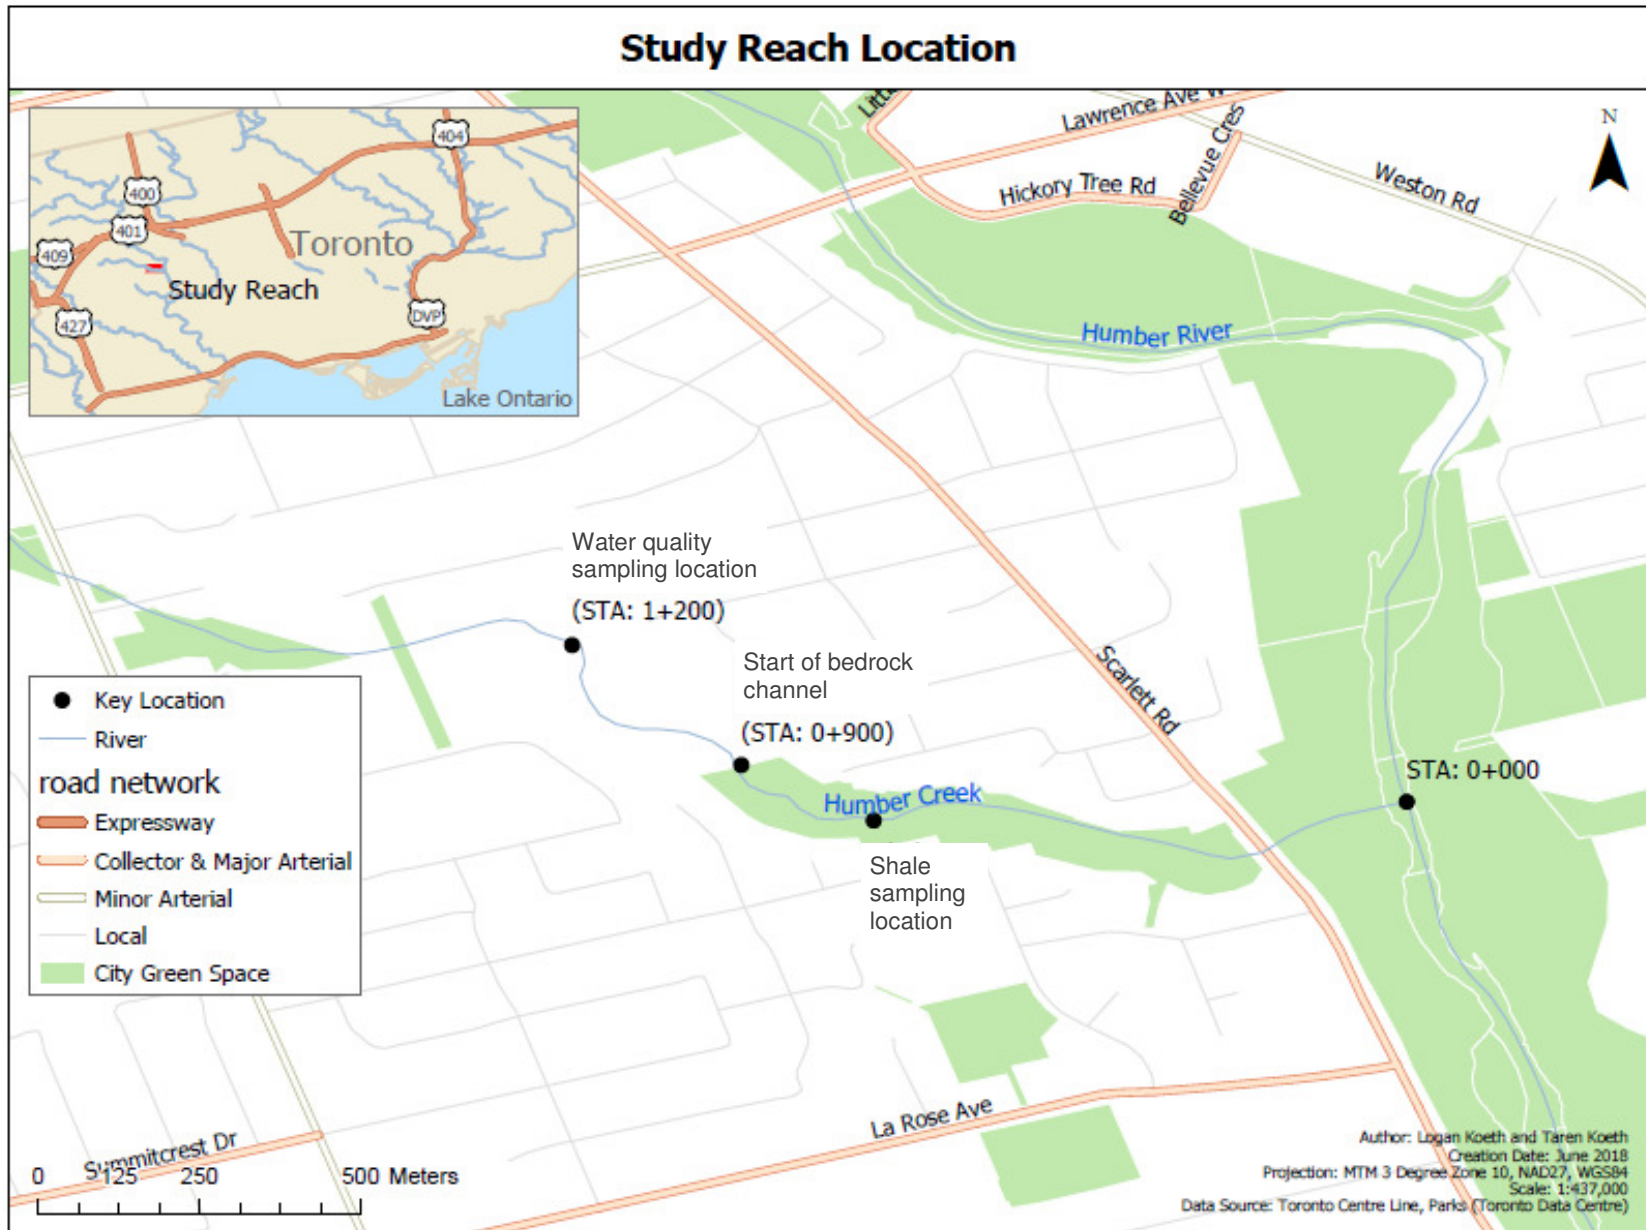 Study Reach Location
404
400
401
409
Toronto
Study Reach
427
DVP
Lake Ontario
Lawrence Ave W
Hickory Tree Rd
Bellevue Cres
Weston Rd
N
Humber River
Water quality
sampling location
(STA: 1+200)
Start of bedrock
channel
(STA: 0+900)
Scarlett Rd
STA: 0+000
Humber Creek
Shale
sampling
location
Key Location
River
road network
Expressway
Collector & Major Arterial
Minor Arterial
Local
City Green Space
La Rose Ave
Summitcrest Dr
0 125 250 500 Meters
Author: Logan Koeth and Taren Koeth
Creation Date: June 2018
Projection: MTM 3 Degree Zone 10, NAD27, WGS84
Scale: 1:437,000
Data Source: Toronto Centre Line, Parks (Toronto Data Centre)